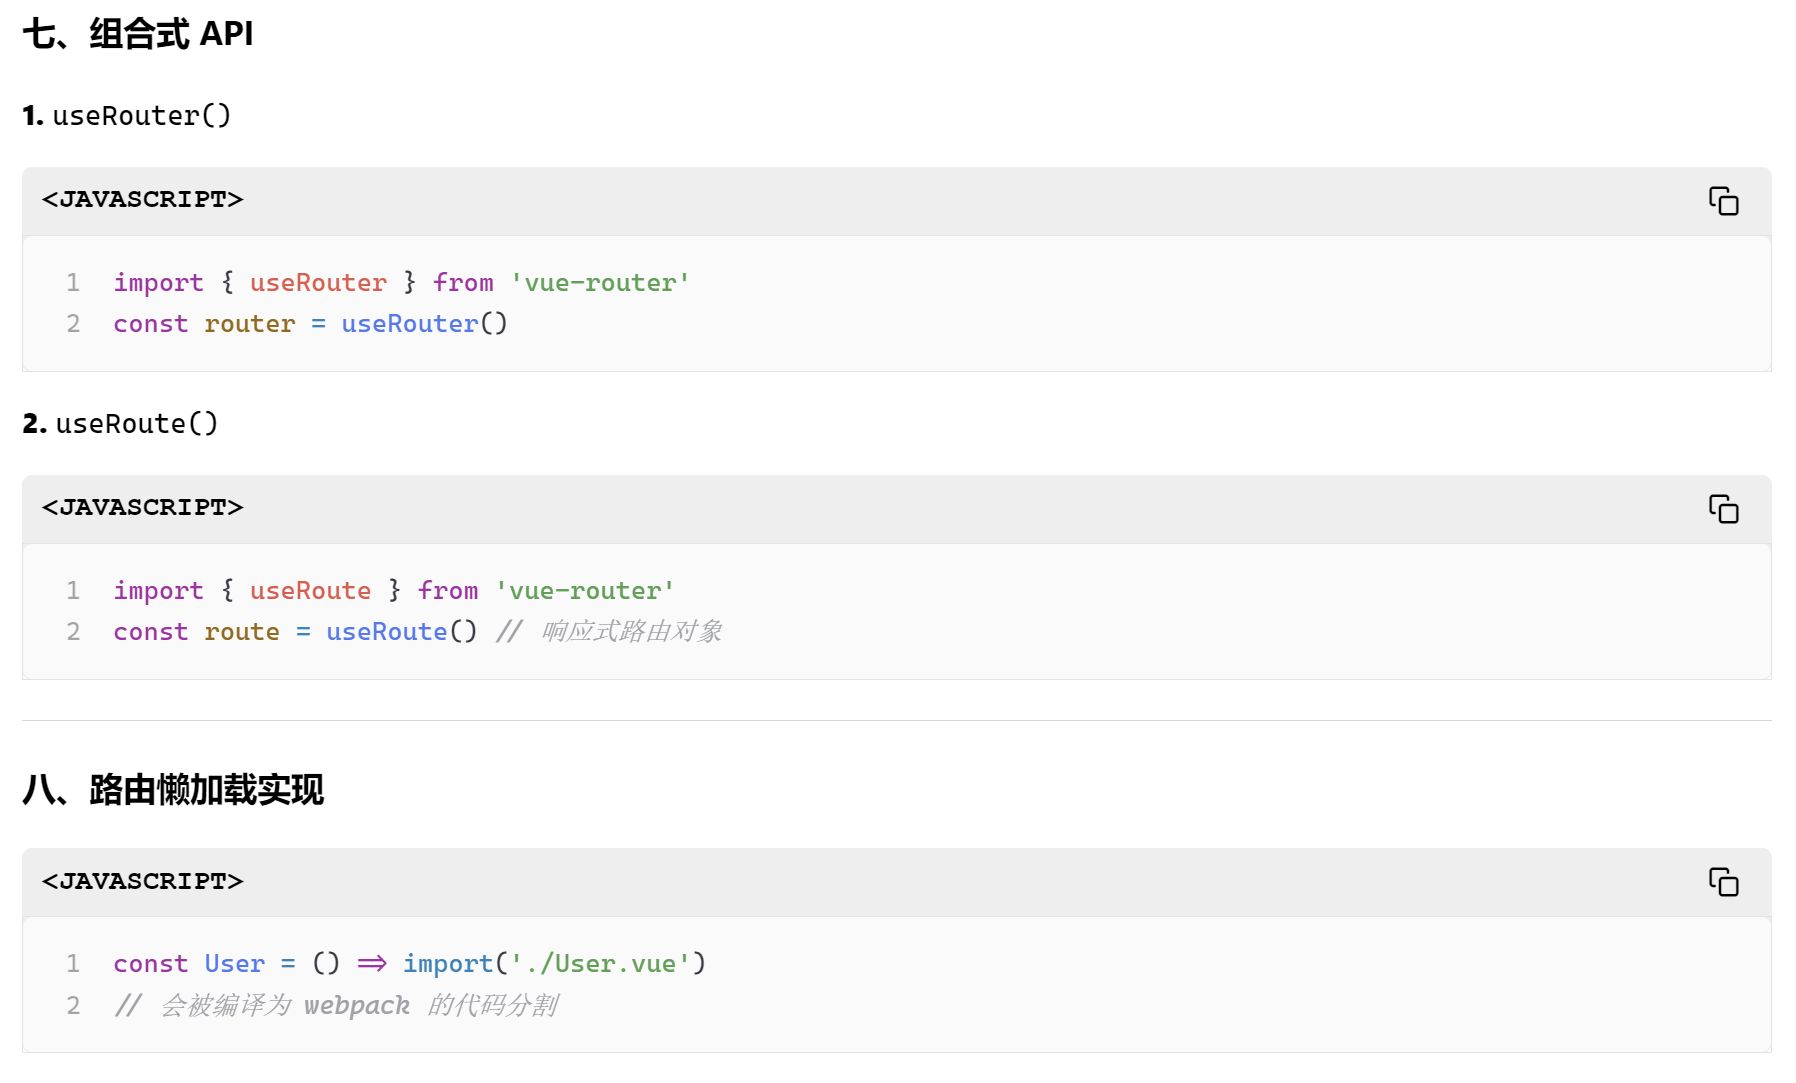 七、组合式 API
1. useRouter()
<JAVASCRIPT>
1 import { useRouter } from 'vue-router'
2 const router = useRouter()
2. useRoute()
<JAVASCRIPT>
1 import { useRoute } from 'vue-router'
2 const route = useRoute() // 响应式路由对象
八、路由懒加载实现
<JAVASCRIPT>
1 const User = () => import('./User.vue')
2 // 会被编译为 webpack 的代码分割